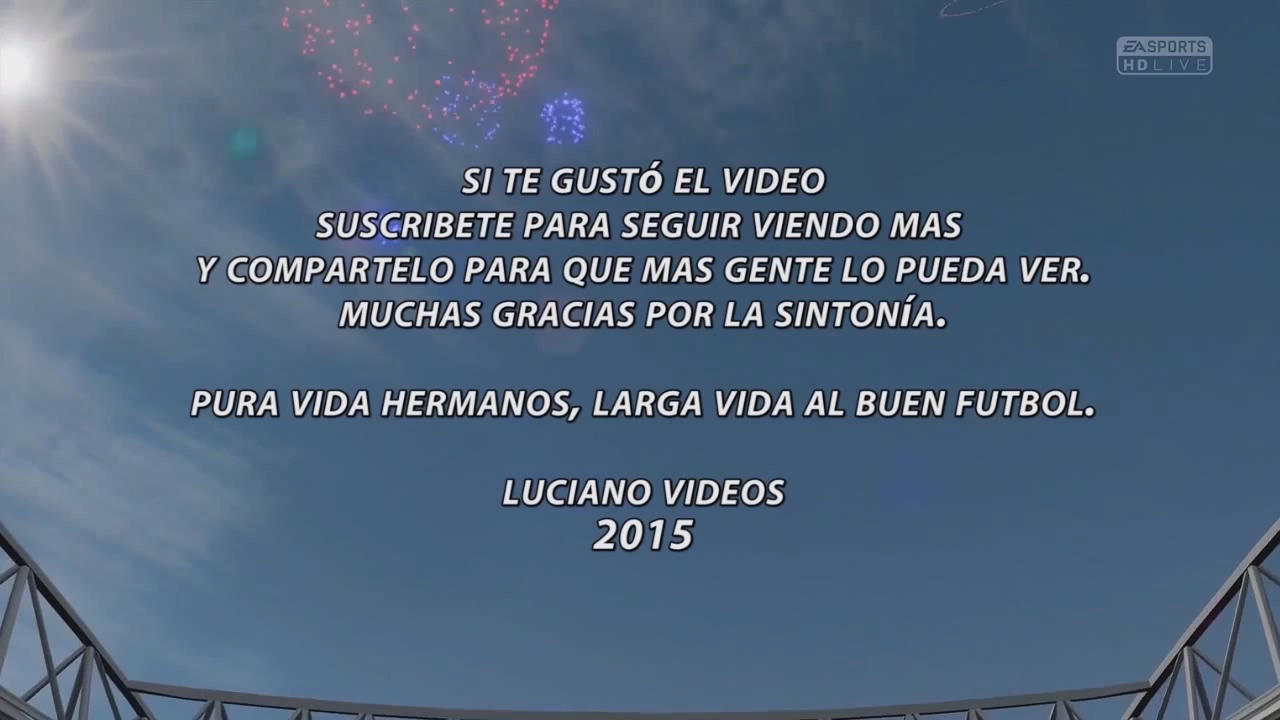 EA SPORTS
HD LIVE
SI TE GUSTÓ EL VIDEO
SUSCRIBETE PARA SEGUIR VIENDO MAS
Y COMPARTELO PARA QUE MAS GENTE LO PUEDA VER.
MUCHAS GRACIAS POR LA SINTONÍA.
PURA VIDA HERMANOS, LARGA VIDA AL BUEN FUTBOL.
LUCIANO VIDEOS
2015